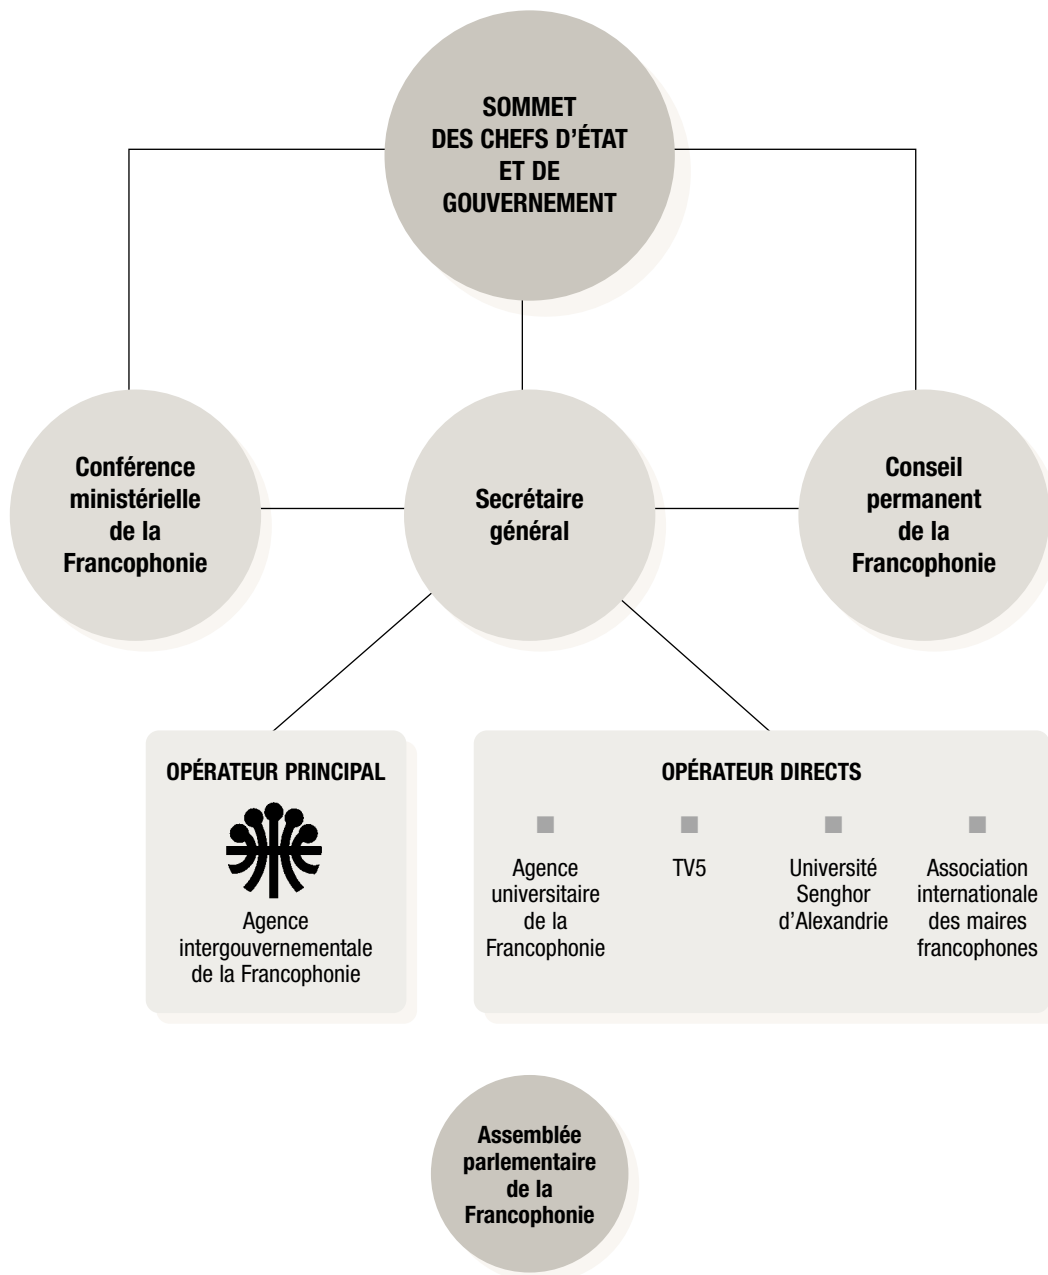 SOMMET
DES CHEFS D’ÉTAT
ET DE
GOUVERNEMENT
Conférence
ministérielle
de la
Francophonie
Secrétaire
général
Conseil
permanent
de la
Francophonie
OPÉRATEUR PRINCIPAL
Agence
intergouvernementale
de la Francophonie
OPÉRATEUR DIRECTS
Agence
universitaire
de la
Francophonie
TV5
Université
Senghor
d’Alexandrie
Association
internationale
des maires
francophones
Assemblée
parlementaire
de la
Francophonie